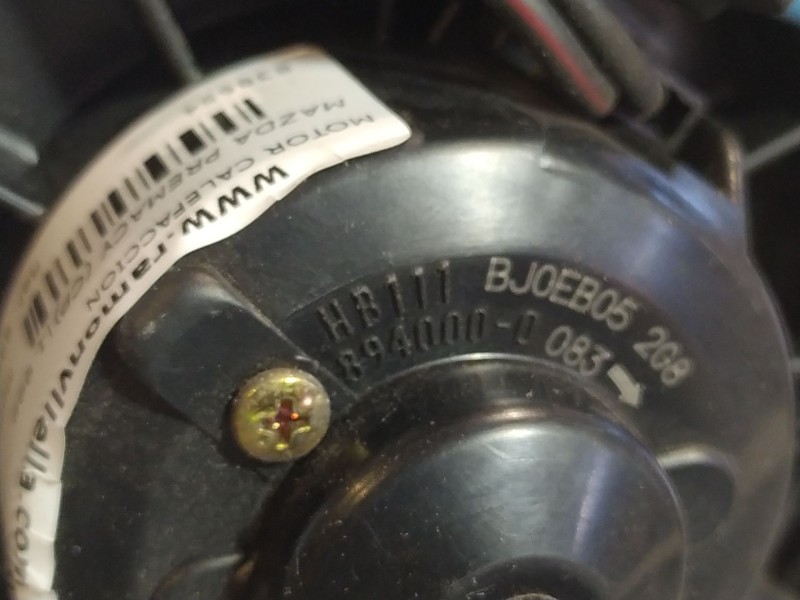 MOTOR CALEFACCION
MAZDA PREMACY
www.ramonvilella.com
HB111 BJ0EB05 2G8
894000-0 083